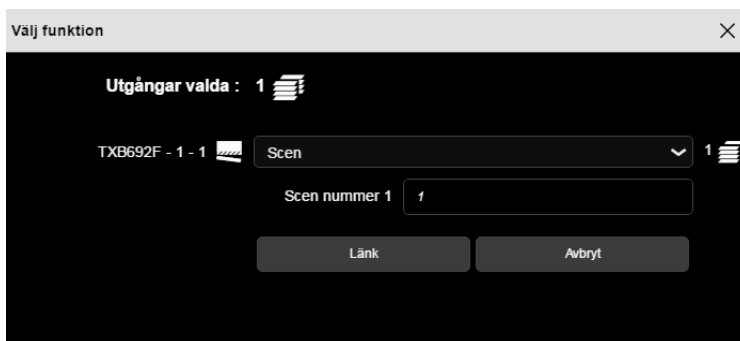 Välj funktion
Utgångar valda : 1
TXB692F - 1 - 1 Scen 1
Scen nummer 1 1
Länk Avbryt